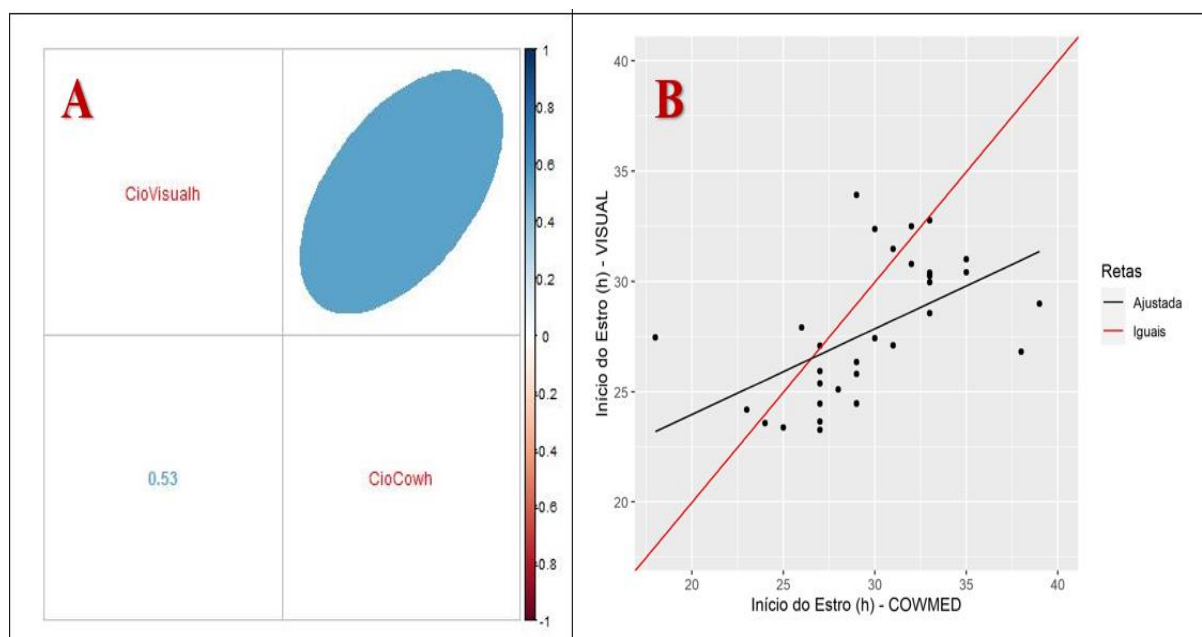 A
CioVisualh
0.53
CioCowh
1
0.8
0.6
0.4
0.2
0
-0.2
-0.4
-0.6
-0.8
-1
B
Início do Estro (h) - VISUAL
40
35
30
25
20
20 25 30 35 40
Início do Estro (h) - COWMED
Retas
Ajustada
Iguais